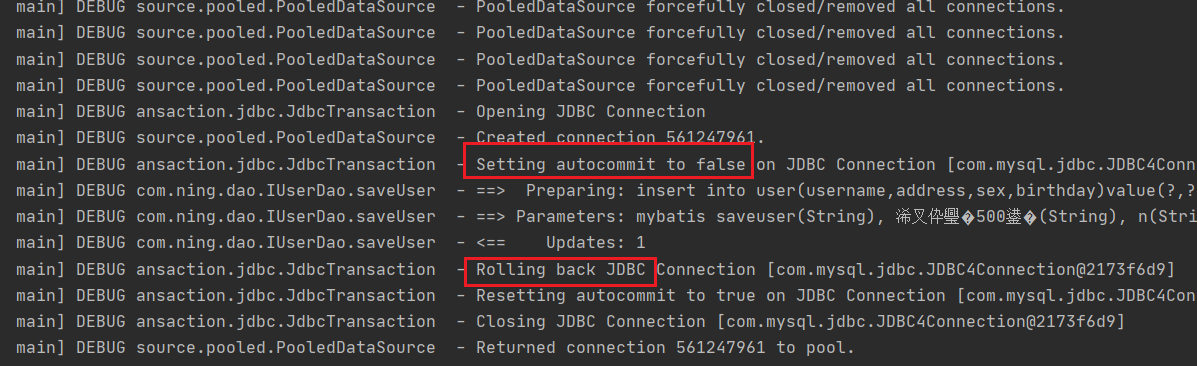 main] DEBUG source.pooled.PooledDataSource - PooledDataSource forcefully closed/removed all connections.
main] DEBUG source.pooled.PooledDataSource - PooledDataSource forcefully closed/removed all connections.
main] DEBUG source.pooled.PooledDataSource - PooledDataSource forcefully closed/removed all connections.
main] DEBUG source.pooled.PooledDataSource - PooledDataSource forcefully closed/removed all connections.
main] DEBUG ansaction.jdbc.JdbcTransaction - Opening JDBC Connection
main] DEBUG source.pooled.PooledDataSource - Created connection 561247961.
main] DEBUG ansaction.jdbc.JdbcTransaction - Setting autocommit to false on JDBC Connection [com.mysql.jdbc.JDBC4Conn
main] DEBUG com.ning.dao.IUserDao.saveUser - ==> Preparing: insert into user(username,address,sex,birthday)value(?,?
main] DEBUG com.ning.dao.IUserDao.saveUser - ==> Parameters: mybatis saveuser(String), �500�(String), n(Stri
main] DEBUG com.ning.dao.IUserDao.saveUser - <== Updates: 1
main] DEBUG ansaction.jdbc.JdbcTransaction - Rolling back JDBC Connection [com.mysql.jdbc.JDBC4Connection@2173f6d9]
main] DEBUG ansaction.jdbc.JdbcTransaction - Resetting autocommit to true on JDBC Connection [com.mysql.jdbc.JDBC4Con
main] DEBUG ansaction.jdbc.JdbcTransaction - Closing JDBC Connection [com.mysql.jdbc.JDBC4Connection@2173f6d9]
main] DEBUG source.pooled.PooledDataSource - Returned connection 561247961 to pool.